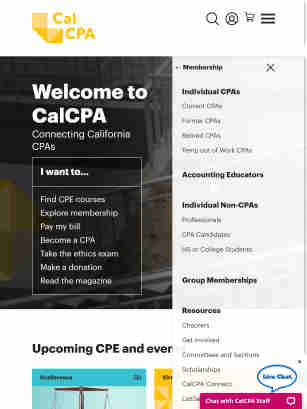 Cal
CPA
Welcome to
CalCPA
Connecting California
CPAs
I want to...
Find CPE courses
Explore membership
Pay my bill
Become a CPA
Take the ethics exam
Make a donation
Read the magazine
Upcoming CPE and even
Conference
Membership
Individual CPAs
Current CPAs
Former CPAs
Retired CPAs
Temp out of Work CPAs
Accounting Educators
Individual Non-CPAs
Professionals
CPA Candidates
HS or College Students
Group Memberships
Resources
Chapters
Get Involved
Committees and Sections
Scholarships
CalCPA Connect
Live Chat
Chat with CalCPA Staff